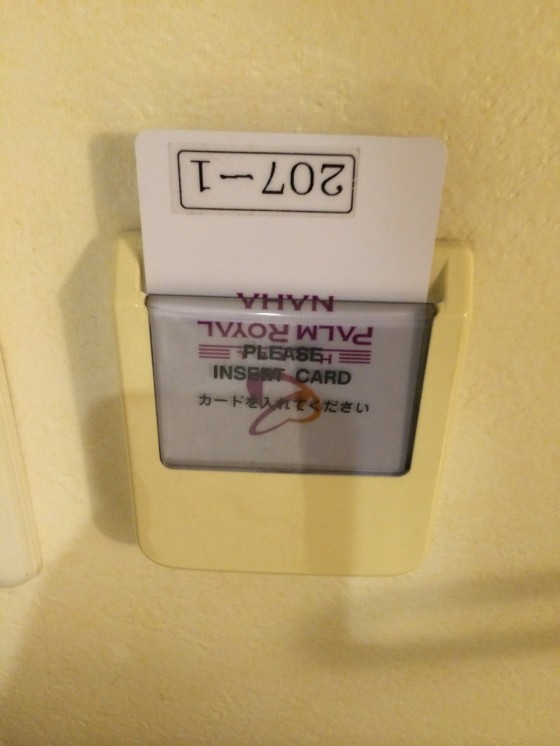 207-1
NAHA
PALM ROYAL
HOTEL
PLEASE
INSERT CARD
カードを入れてください